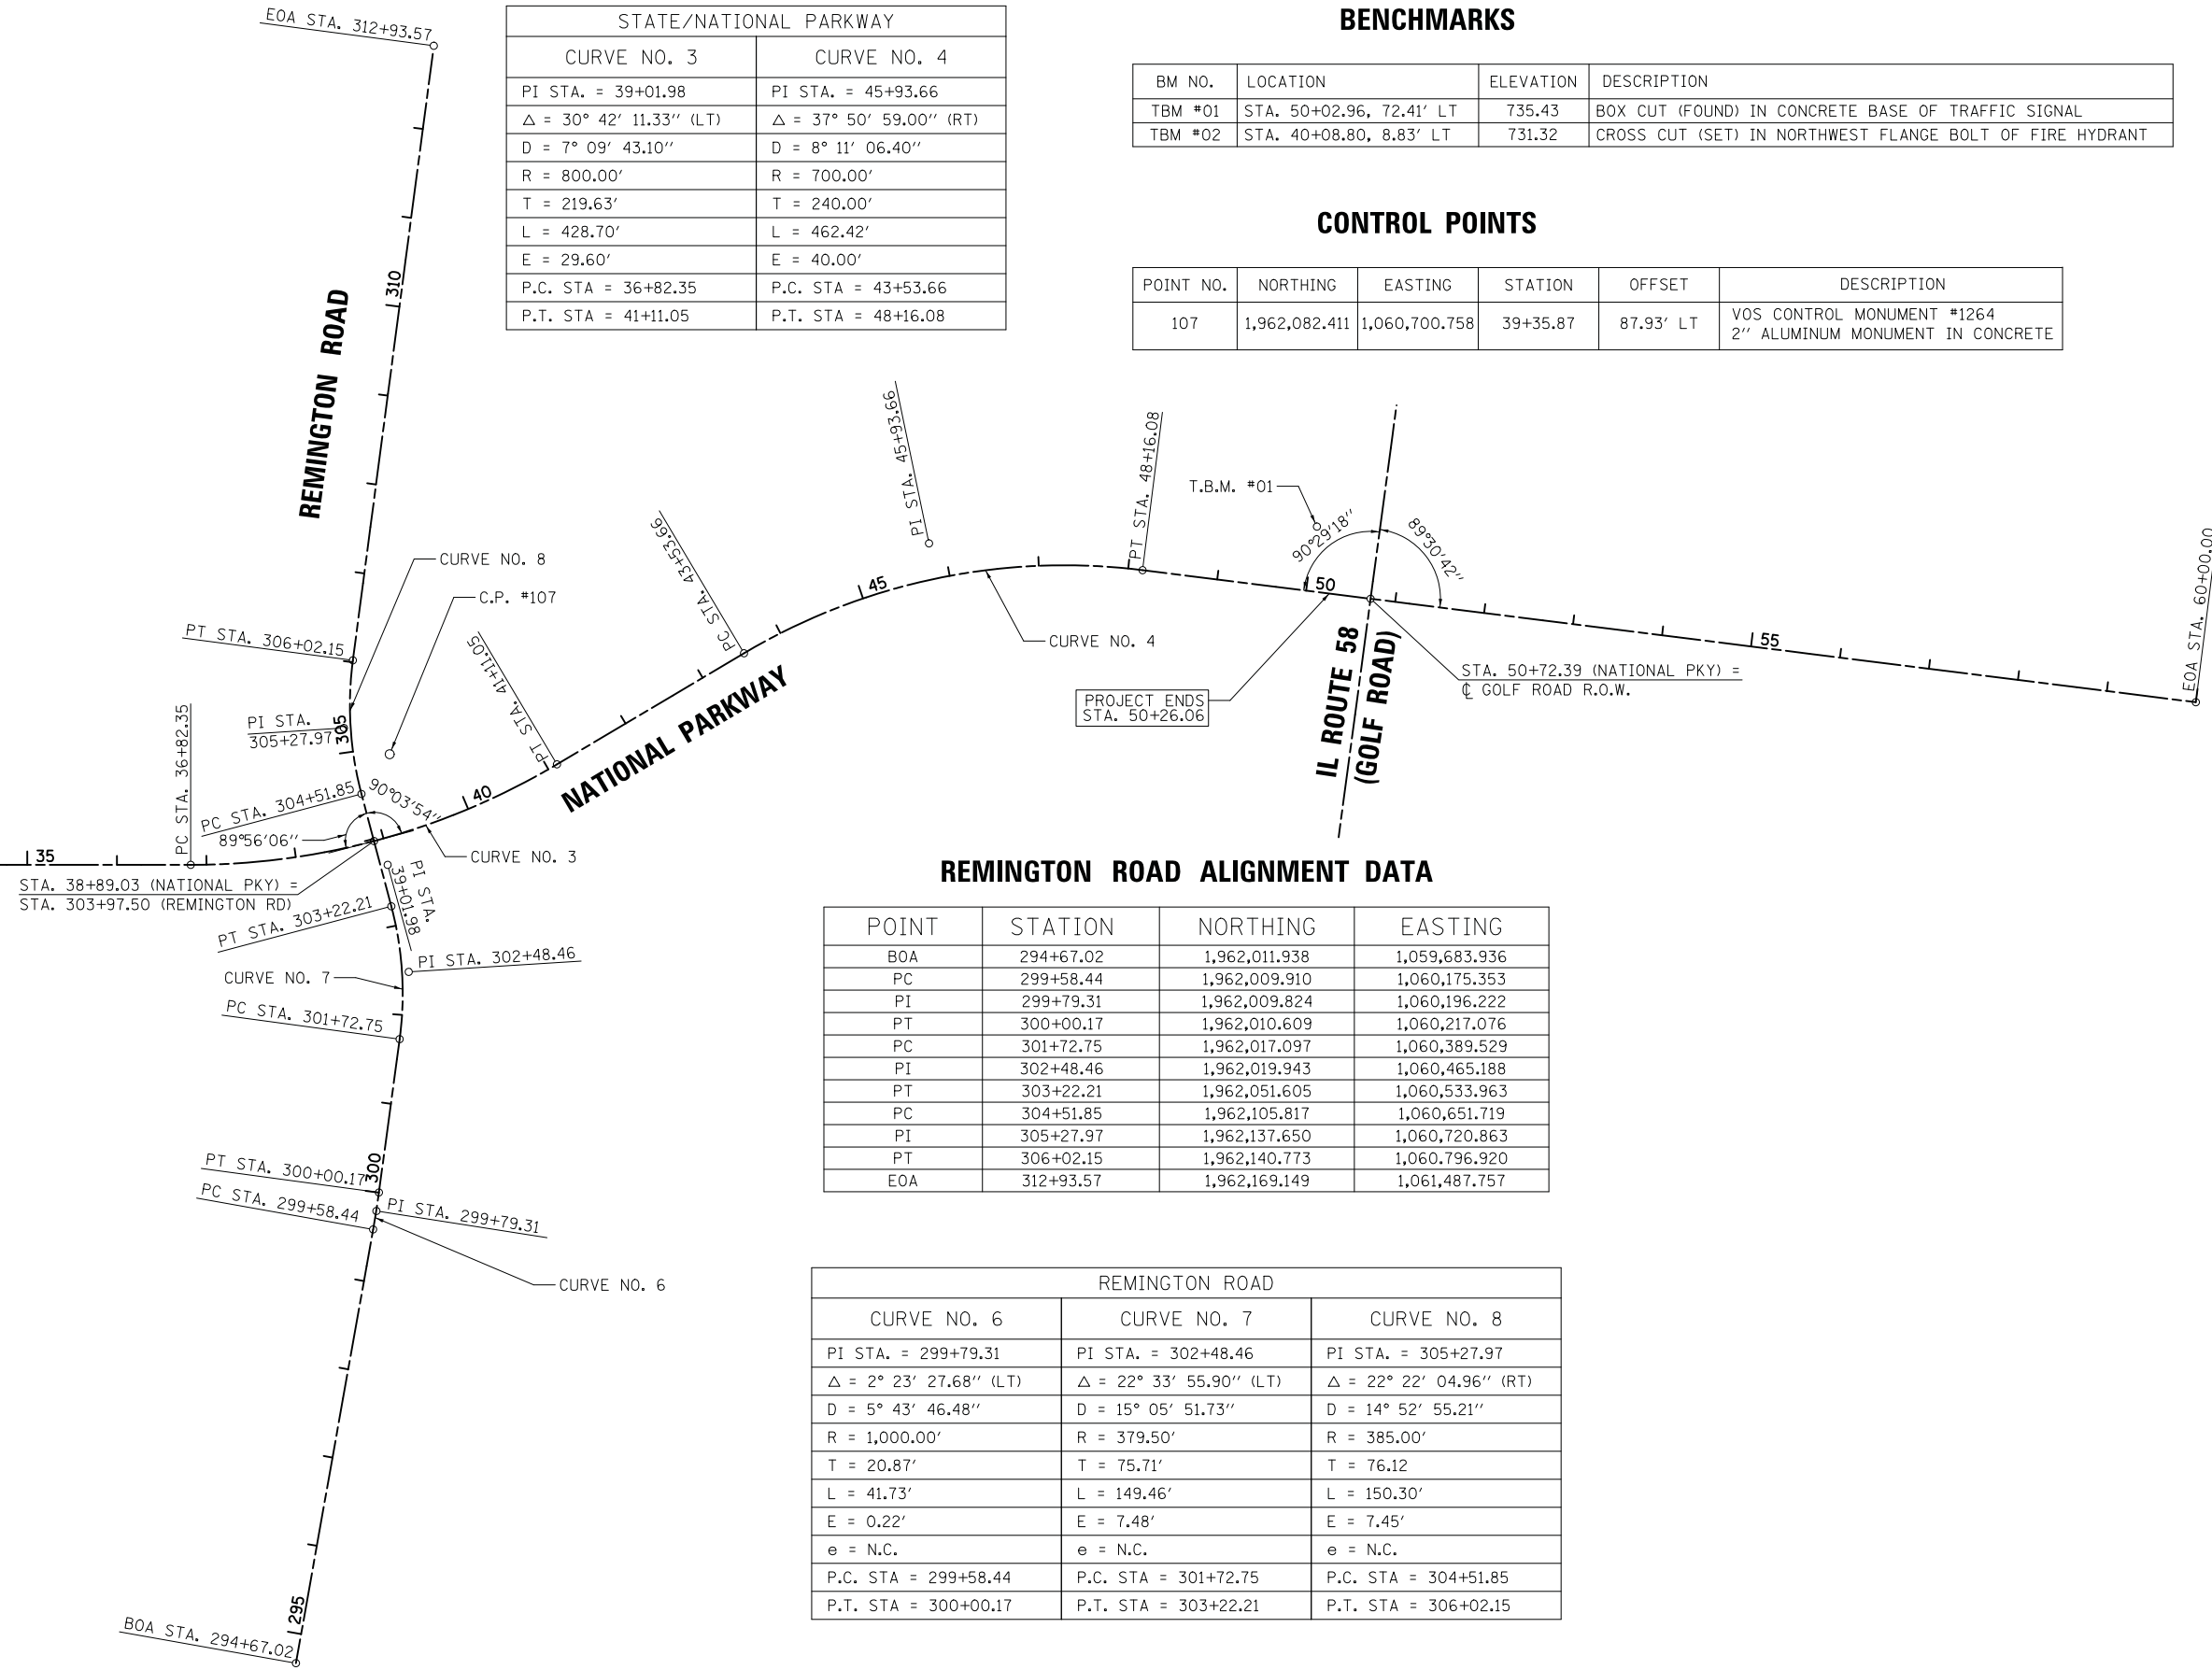 EOA STA. 312+93.57
STATE/NATIONAL PARKWAY
CURVE NO. 3 CURVE NO. 4
PI STA. = 39+01.98 PI STA. = 45+93.66
△ = 30° 42' 11.33'' (LT) △ = 37° 50' 59.00'' (RT)
D = 7° 09' 43.10'' D = 8° 11' 06.40''
R = 800.00' R = 700.00'
T = 219.63' T = 240.00'
L = 428.70' L = 462.42'
E = 29.60' E = 40.00'
P.C. STA = 36+82.35 P.C. STA = 43+53.66
P.T. STA = 41+11.05 P.T. STA = 48+16.08
BENCHMARKS
BM NO. LOCATION ELEVATION DESCRIPTION
TBM #01 STA. 50+02.96, 72.41' LT 735.43 BOX CUT (FOUND) IN CONCRETE BASE OF TRAFFIC SIGNAL
TBM #02 STA. 40+08.80, 8.83' LT 731.32 CROSS CUT (SET) IN NORTHWEST FLANGE BOLT OF FIRE HYDRANT
CONTROL POINTS
POINT NO. NORTHING EASTING STATION OFFSET DESCRIPTION
107 1,962,082.411 1,060,700.758 39+35.87 87.93' LT VOS CONTROL MONUMENT #1264
2'' ALUMINUM MONUMENT IN CONCRETE
REMINGTON ROAD
310
CURVE NO. 8
C.P. #107
PT STA. 306+02.15
PI STA.
305+27.97
305
PC STA. 36+82.35
PC STA. 304+51.85
90°03'54''
89°56'06''
35
STA. 38+89.03 (NATIONAL PKY) =
STA. 303+97.50 (REMINGTON RD)
40
CURVE NO. 3
PI STA.
39+01.98
PT STA. 41+11.05
NATIONAL PARKWAY
PC STA. 43+53.66
45
PI STA. 45+93.66
CURVE NO. 4
PT STA. 48+16.08
T.B.M. #01
90°29'18''
89°30'42''
50
PROJECT ENDS
STA. 50+26.06
IL ROUTE 58
(GOLF ROAD)
STA. 50+72.39 (NATIONAL PKY) =
℄ GOLF ROAD R.O.W.
55
EOA STA. 60+00.00
PT STA. 303+22.21
PI STA. 302+48.46
CURVE NO. 7
PC STA. 301+72.75
PT STA. 300+00.17
300
PC STA. 299+58.44
PI STA. 299+79.31
CURVE NO. 6
295
BOA STA. 294+67.02
REMINGTON ROAD ALIGNMENT DATA
POINT STATION NORTHING EASTING
BOA 294+67.02 1,962,011.938 1,059,683.936
PC 299+58.44 1,962,009.910 1,060,175.353
PI 299+79.31 1,962,009.824 1,060,196.222
PT 300+00.17 1,962,010.609 1,060,217.076
PC 301+72.75 1,962,017.097 1,060,389.529
PI 302+48.46 1,962,019.943 1,060,465.188
PT 303+22.21 1,962,051.605 1,060,533.963
PC 304+51.85 1,962,105.817 1,060,651.719
PI 305+27.97 1,962,137.650 1,060,720.863
PT 306+02.15 1,962,140.773 1,060.796.920
EOA 312+93.57 1,962,169.149 1,061,487.757
REMINGTON ROAD
CURVE NO. 6 CURVE NO. 7 CURVE NO. 8
PI STA. = 299+79.31 PI STA. = 302+48.46 PI STA. = 305+27.97
△ = 2° 23' 27.68'' (LT) △ = 22° 33' 55.90'' (LT) △ = 22° 22' 04.96'' (RT)
D = 5° 43' 46.48'' D = 15° 05' 51.73'' D = 14° 52' 55.21''
R = 1,000.00' R = 379.50' R = 385.00'
T = 20.87' T = 75.71' T = 76.12
L = 41.73' L = 149.46' L = 150.30'
E = 0.22' E = 7.48' E = 7.45'
e = N.C. e = N.C. e = N.C.
P.C. STA = 299+58.44 P.C. STA = 301+72.75 P.C. STA = 304+51.85
P.T. STA = 300+00.17 P.T. STA = 303+22.21 P.T. STA = 306+02.15